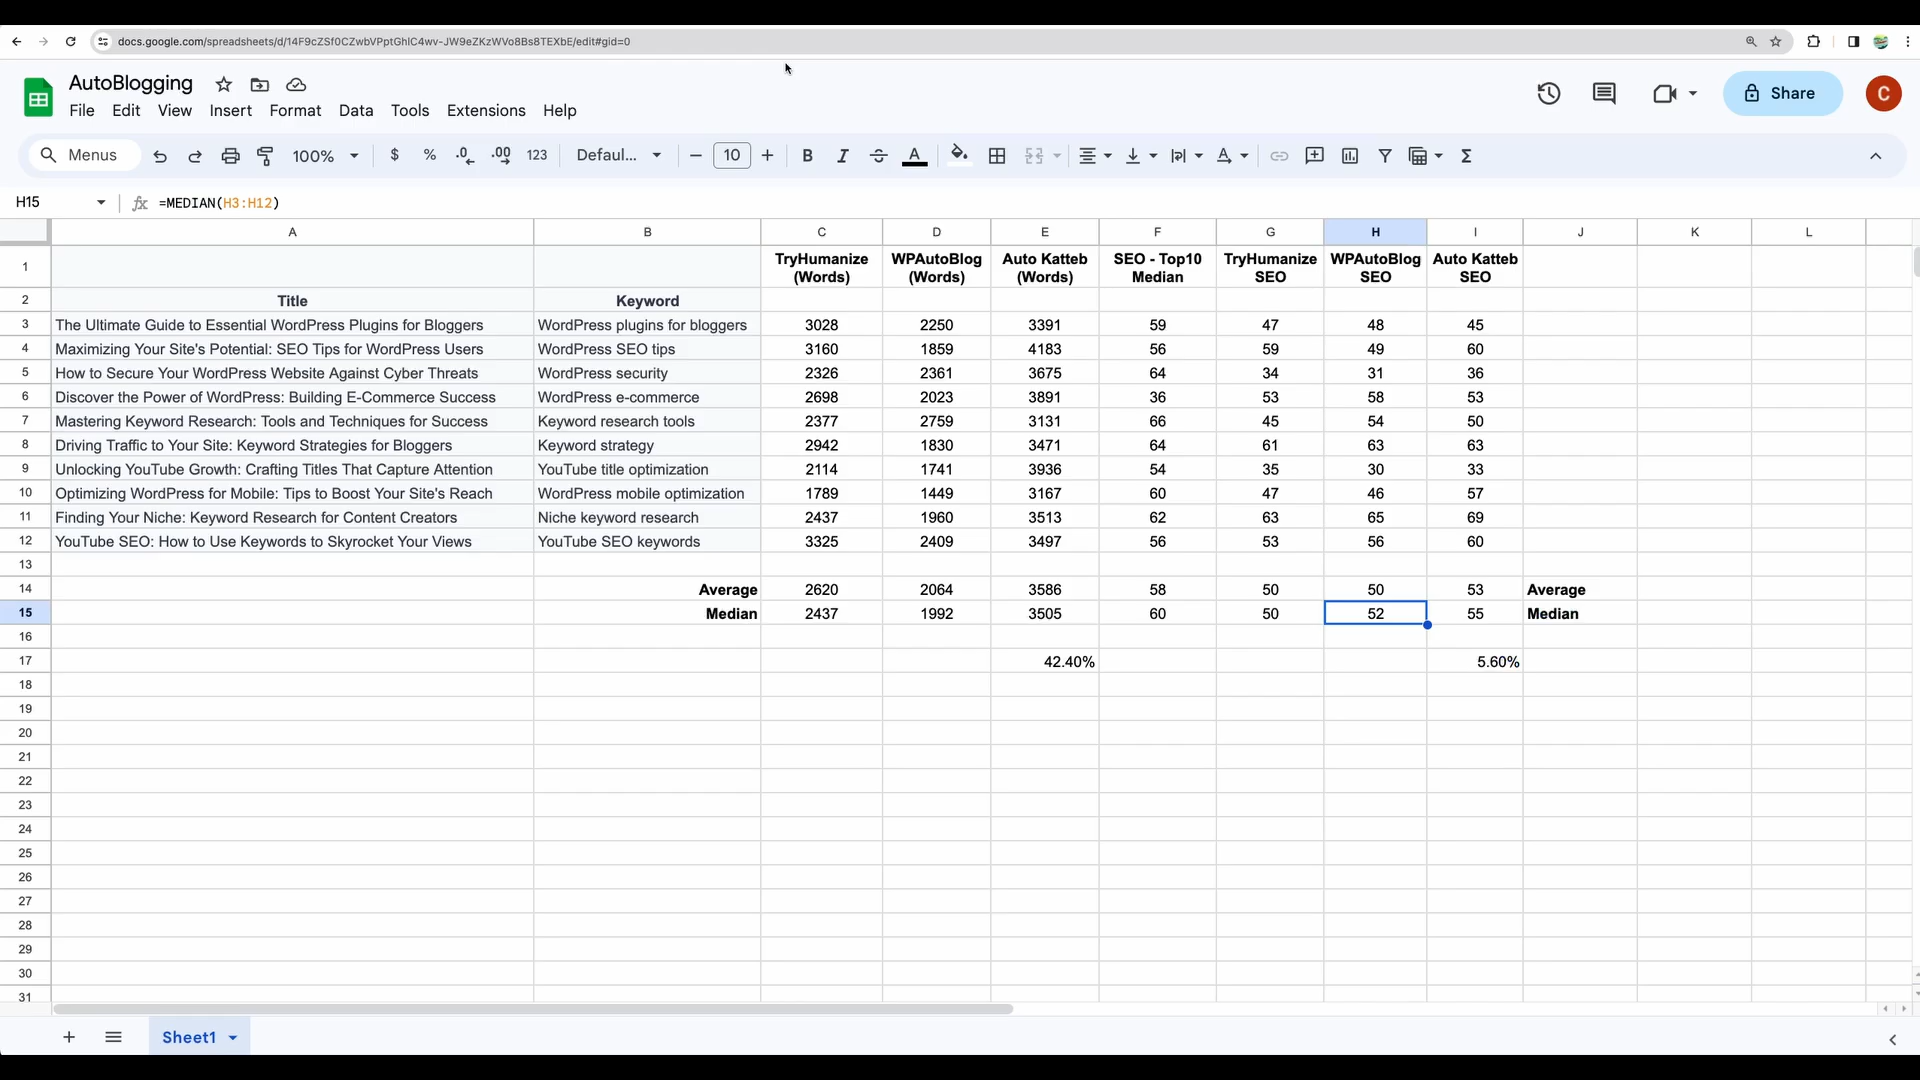 docs.google.com/spreadsheets/d/14F9cZSf0CZwbVPptGhlC4wv-JW9eZKzWVo8Bs8TEXbE/edit#gid=0
AutoBlogging
File Edit View Insert Format Data Tools Extensions Help
Share
C
Menus 100% $ % .0 .00 123 Defaul... 10 B I A
H15 fx =MEDIAN(H3:H12)
A B C D E F G H I J K L
1 TryHumanize (Words) WPAutoBlog (Words) Auto Katteb (Words) SEO - Top10 Median TryHumanize SEO WPAutoBlog SEO Auto Katteb SEO
2 Title Keyword
3 The Ultimate Guide to Essential WordPress Plugins for Bloggers WordPress plugins for bloggers 3028 2250 3391 59 47 48 45
4 Maximizing Your Site's Potential: SEO Tips for WordPress Users WordPress SEO tips 3160 1859 4183 56 59 49 60
5 How to Secure Your WordPress Website Against Cyber Threats WordPress security 2326 2361 3675 64 34 31 36
6 Discover the Power of WordPress: Building E-Commerce Success WordPress e-commerce 2698 2023 3891 36 53 58 53
7 Mastering Keyword Research: Tools and Techniques for Success Keyword research tools 2377 2759 3131 66 45 54 50
8 Driving Traffic to Your Site: Keyword Strategies for Bloggers Keyword strategy 2942 1830 3471 64 61 63 63
9 Unlocking YouTube Growth: Crafting Titles That Capture Attention YouTube title optimization 2114 1741 3936 54 35 30 33
10 Optimizing WordPress for Mobile: Tips to Boost Your Site's Reach WordPress mobile optimization 1789 1449 3167 60 47 46 57
11 Finding Your Niche: Keyword Research for Content Creators Niche keyword research 2437 1960 3513 62 63 65 69
12 YouTube SEO: How to Use Keywords to Skyrocket Your Views YouTube SEO keywords 3325 2409 3497 56 53 56 60
13
14 Average 2620 2064 3586 58 50 50 53 Average
15 Median 2437 1992 3505 60 50 52 55 Median
16
17 42.40% 5.60%
18
19
20
21
22
23
24
25
26
27
28
29
30
31
Sheet1